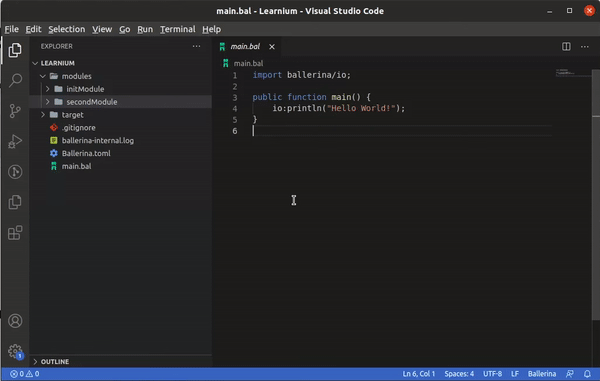 main.bal - Learnium - Visual Studio Code
File Edit Selection View Go Run Terminal Help
EXPLORER
LEARNIUM
modules
initModule
secondModule
target
.gitignore
ballerina-internal.log
Ballerina.toml
main.bal
OUTLINE
main.bal
main.bal
1 import ballerina/io;
2
3 public function main() {
4 io:println("Hello World!");
5 }
6
1
0 0
Ln 6, Col 1 Spaces: 4 UTF-8 LF Ballerina